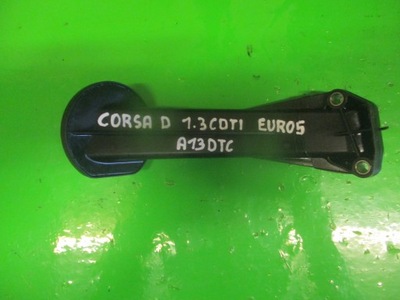 CORSA D 1.3CDTI EURO5
A13DTC